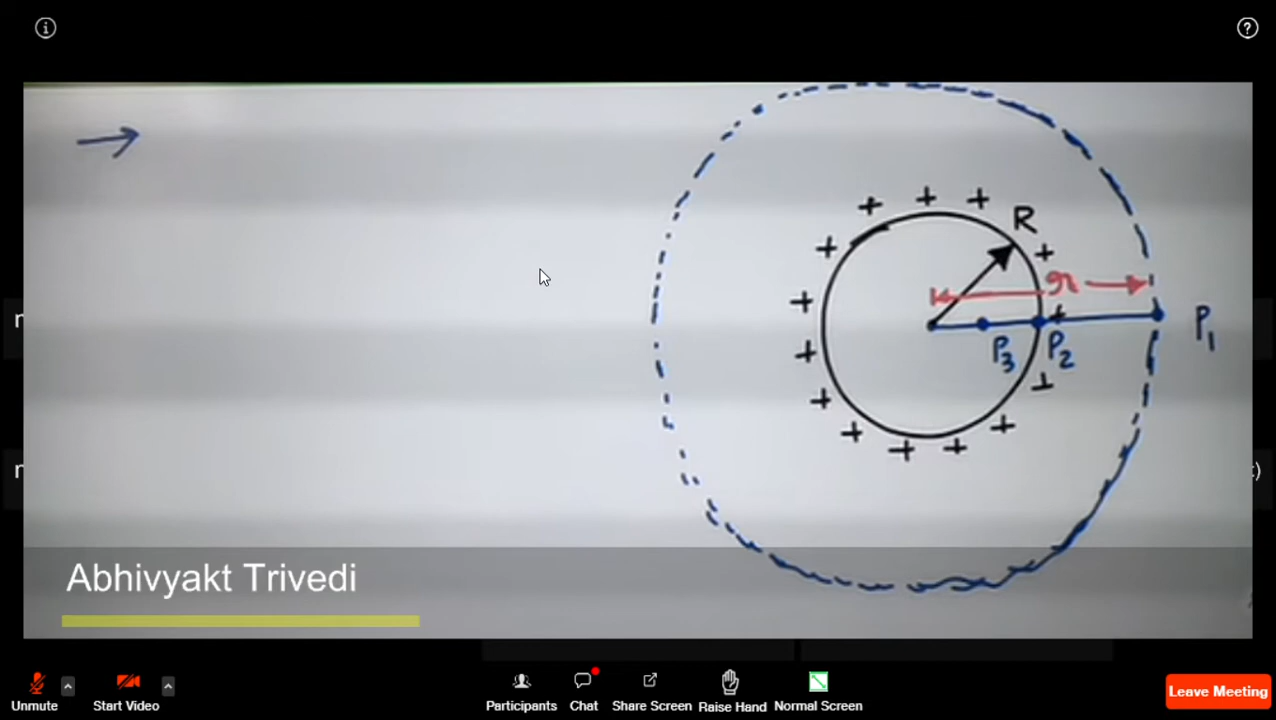 R
r
P3 P2 P1
Abhivyakt Trivedi
Unmute Start Video Participants Chat Share Screen Raise Hand Normal Screen Leave Meeting